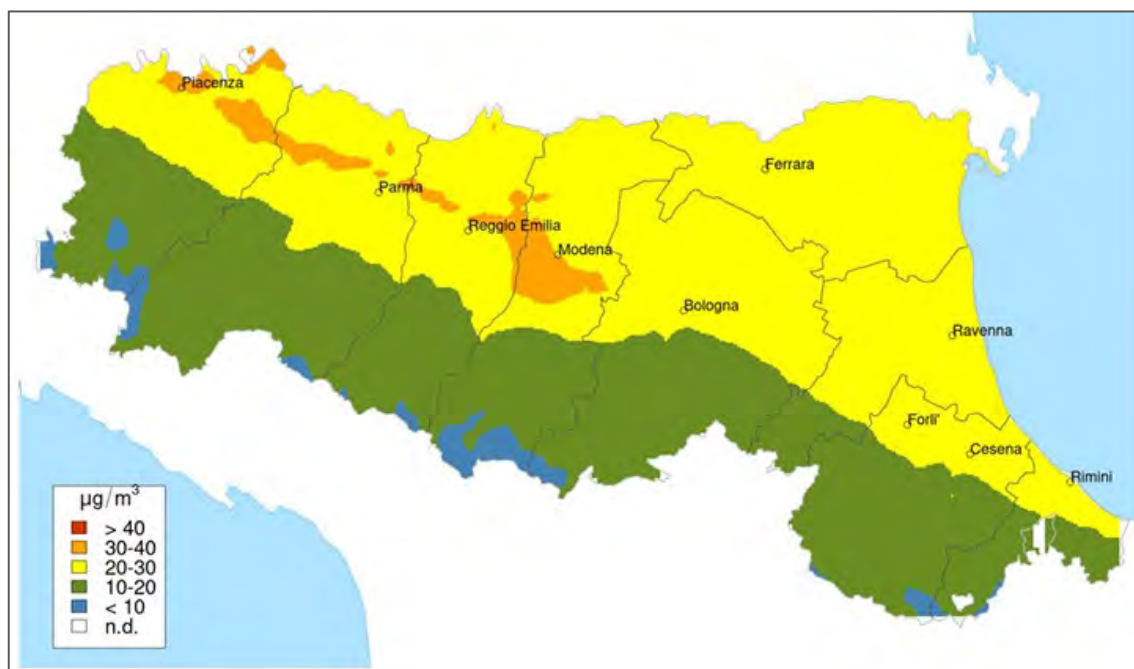 Piacenza
Ferrara
Parma
Reggio Emilia
Modena
Bologna
Ravenna
Forli'
Cesena
Rimini
µg/m³
> 40
30-40
20-30
10-20
< 10
n.d.